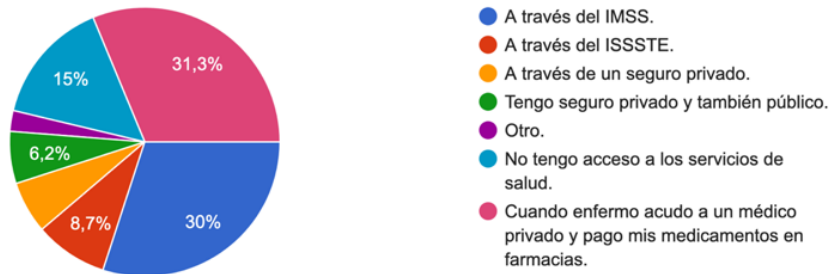 31,3%
15%
6,2%
8,7%
30%
A través del IMSS.
A través del ISSSTE.
A través de un seguro privado.
Tengo seguro privado y también público.
Otro.
No tengo acceso a los servicios de
salud.
Cuando enfermo acudo a un médico
privado y pago mis medicamentos en
farmacias.